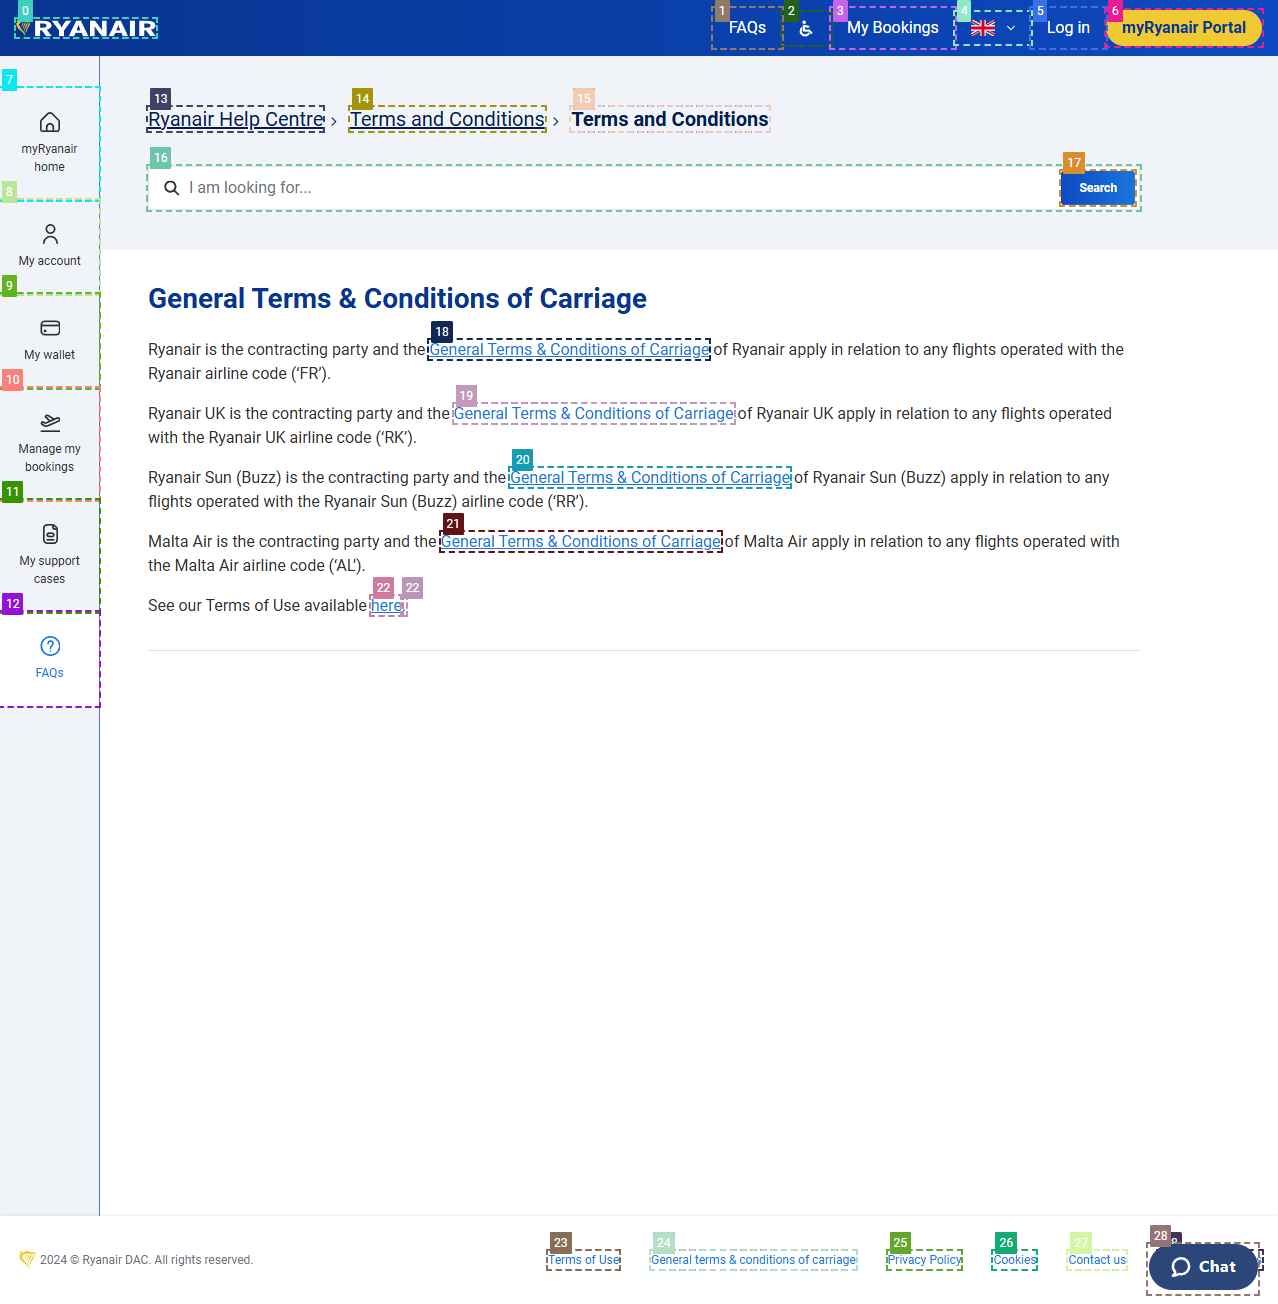 0
RYANAIR
1
FAQs
2
3
My Bookings
4
5
Log in
6
myRyanair Portal
7
myRyanair
home
8
My account
9
My wallet
10
Manage my
bookings
11
My support
cases
12
FAQs
13
Ryanair Help Centre
14
Terms and Conditions
15
Terms and Conditions
16
I am looking for...
17
Search
General Terms & Conditions of Carriage
18
Ryanair is the contracting party and the General Terms & Conditions of Carriage of Ryanair apply in relation to any flights operated with the
Ryanair airline code (‘FR’).
19
Ryanair UK is the contracting party and the General Terms & Conditions of Carriage of Ryanair UK apply in relation to any flights operated
with the Ryanair UK airline code (‘RK’).
20
Ryanair Sun (Buzz) is the contracting party and the General Terms & Conditions of Carriage of Ryanair Sun (Buzz) apply in relation to any
flights operated with the Ryanair Sun (Buzz) airline code (‘RR’).
21
Malta Air is the contracting party and the General Terms & Conditions of Carriage of Malta Air apply in relation to any flights operated with
the Malta Air airline code (‘AL’).
22 22
See our Terms of Use available here
2024 © Ryanair DAC. All rights reserved.
23
Terms of Use
24
General terms & conditions of carriage
25
Privacy Policy
26
Cookies
27
Contact us
28
Chat